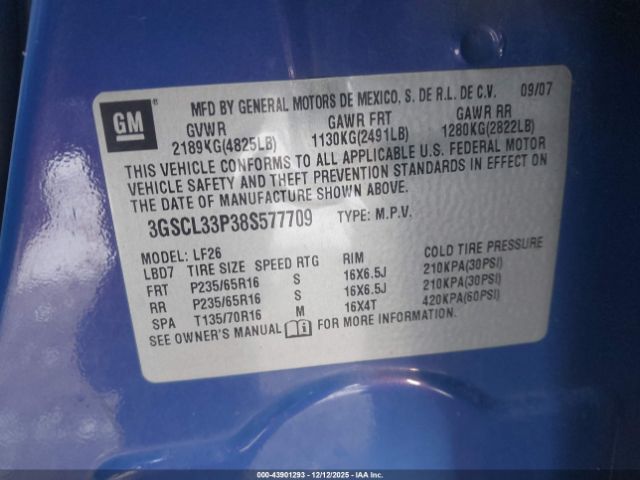 GM
®
MFD BY GENERAL MOTORS DE MEXICO, S. DE R.L. DE C.V. 09/07
GVWR GAWR FRT GAWR RR
2189KG(4825LB) 1130KG(2491LB) 1280KG(2822LB)
THIS VEHICLE CONFORMS TO ALL APPLICABLE U.S. FEDERAL MOTOR
VEHICLE SAFETY AND THEFT PREVENTION STANDARDS IN EFFECT ON
THE DATE OF MANUFACTURE SHOWN ABOVE.
3GSCL33P38S577709 TYPE: M.P.V.
MODEL: LF26
LBD7 TIRE SIZE SPEED RTG RIM COLD TIRE PRESSURE
FRT P235/65R16 S 16X6.5J 210KPA(30PSI)
RR P235/65R16 S 16X6.5J 210KPA(30PSI)
SPA T135/70R16 M 16X4T 420KPA(60PSI)
SEE OWNER'S MANUAL i FOR MORE INFORMATION.
000-43901293 - 12/12/2025 - IAA Inc.